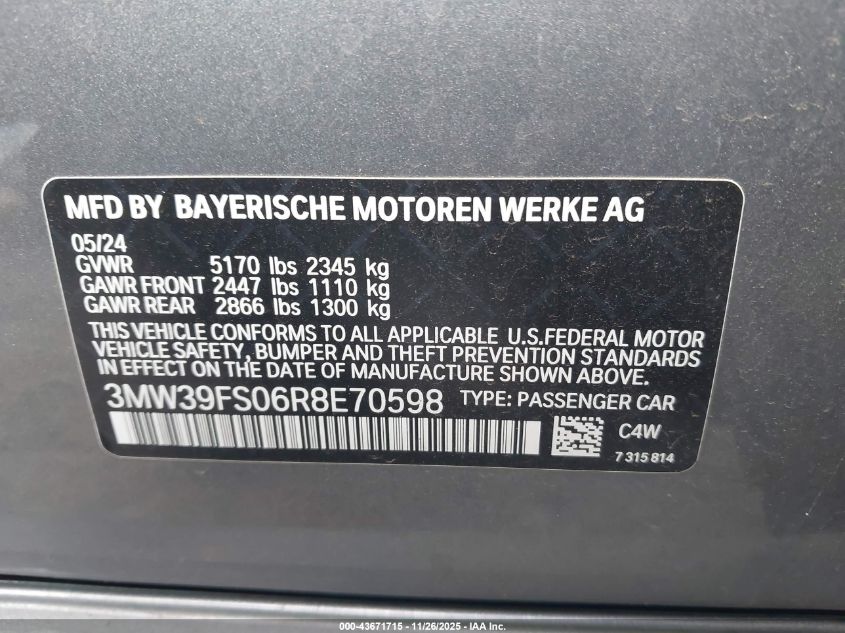 MFD BY BAYERISCHE MOTOREN WERKE AG
05/24
GVWR 5170 lbs 2345 kg
GAWR FRONT 2447 lbs 1110 kg
GAWR REAR 2866 lbs 1300 kg
THIS VEHICLE CONFORMS TO ALL APPLICABLE U.S.FEDERAL MOTOR
VEHICLE SAFETY, BUMPER AND THEFT PREVENTION STANDARDS
IN EFFECT ON THE DATE OF MANUFACTURE SHOWN ABOVE.
3MW39FS06R8E70598 TYPE: PASSENGER CAR
C4W
7 315 814
000-43671715 - 11/26/2025 - IAA Inc.